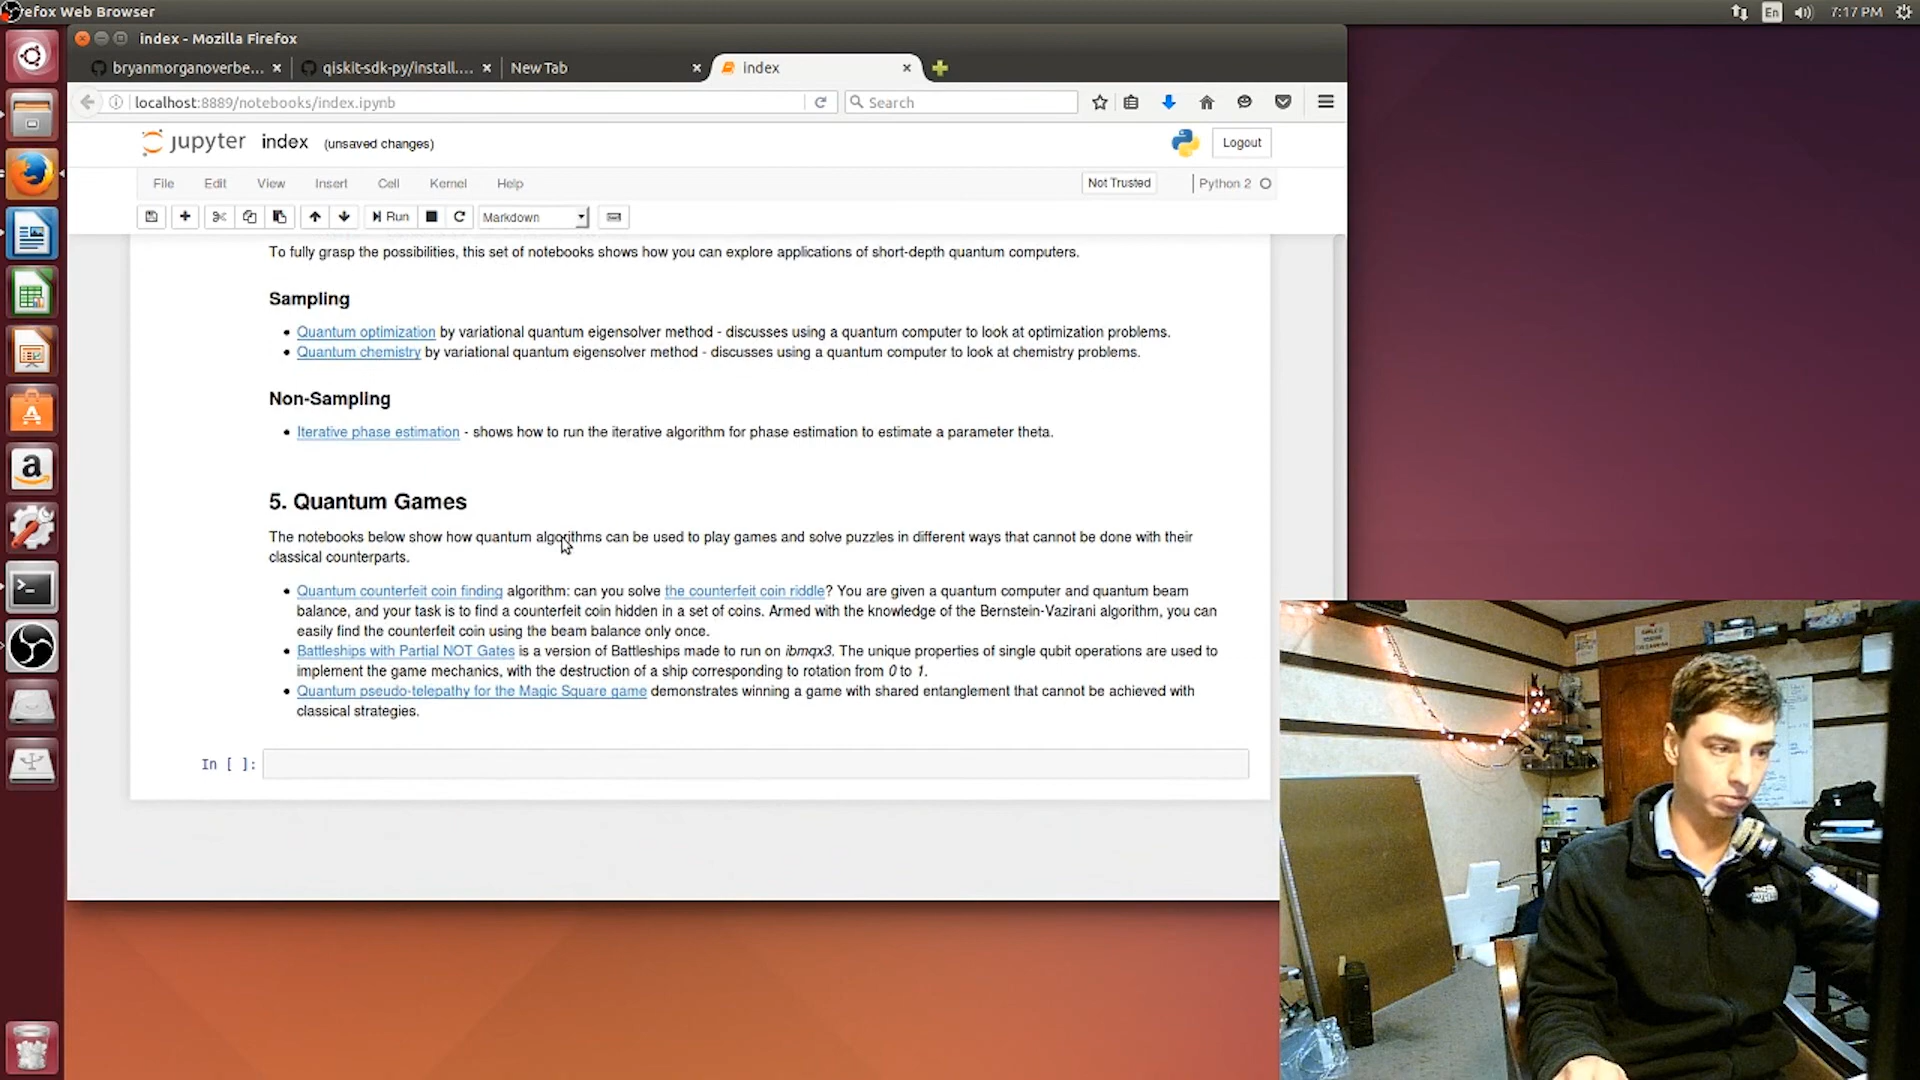 refox Web Browser
En
7:17 PM
index - Mozilla Firefox
bryanmorganoverbe...
qiskit-sdk-py/install....
New Tab
index
localhost:8889/notebooks/index.ipynb
Search
jupyter index (unsaved changes)
Logout
File Edit View Insert Cell Kernel Help
Not Trusted
Python 2
Run
Markdown
To fully grasp the possibilities, this set of notebooks shows how you can explore applications of short-depth quantum computers.
Sampling
Quantum optimization by variational quantum eigensolver method - discusses using a quantum computer to look at optimization problems.
Quantum chemistry by variational quantum eigensolver method - discusses using a quantum computer to look at chemistry problems.
Non-Sampling
Iterative phase estimation - shows how to run the iterative algorithm for phase estimation to estimate a parameter theta.
5. Quantum Games
The notebooks below show how quantum algorithms can be used to play games and solve puzzles in different ways that cannot be done with their
classical counterparts.
Quantum counterfeit coin finding algorithm: can you solve the counterfeit coin riddle? You are given a quantum computer and quantum beam
balance, and your task is to find a counterfeit coin hidden in a set of coins. Armed with the knowledge of the Bernstein-Vazirani algorithm, you can
easily find the counterfeit coin using the beam balance only once.
Battleships with Partial NOT Gates is a version of Battleships made to run on ibmqx3. The unique properties of single qubit operations are used to
implement the game mechanics, with the destruction of a ship corresponding to rotation from 0 to 1.
Quantum pseudo-telepathy for the Magic Square game demonstrates winning a game with shared entanglement that cannot be achieved with
classical strategies.
In [ ]: